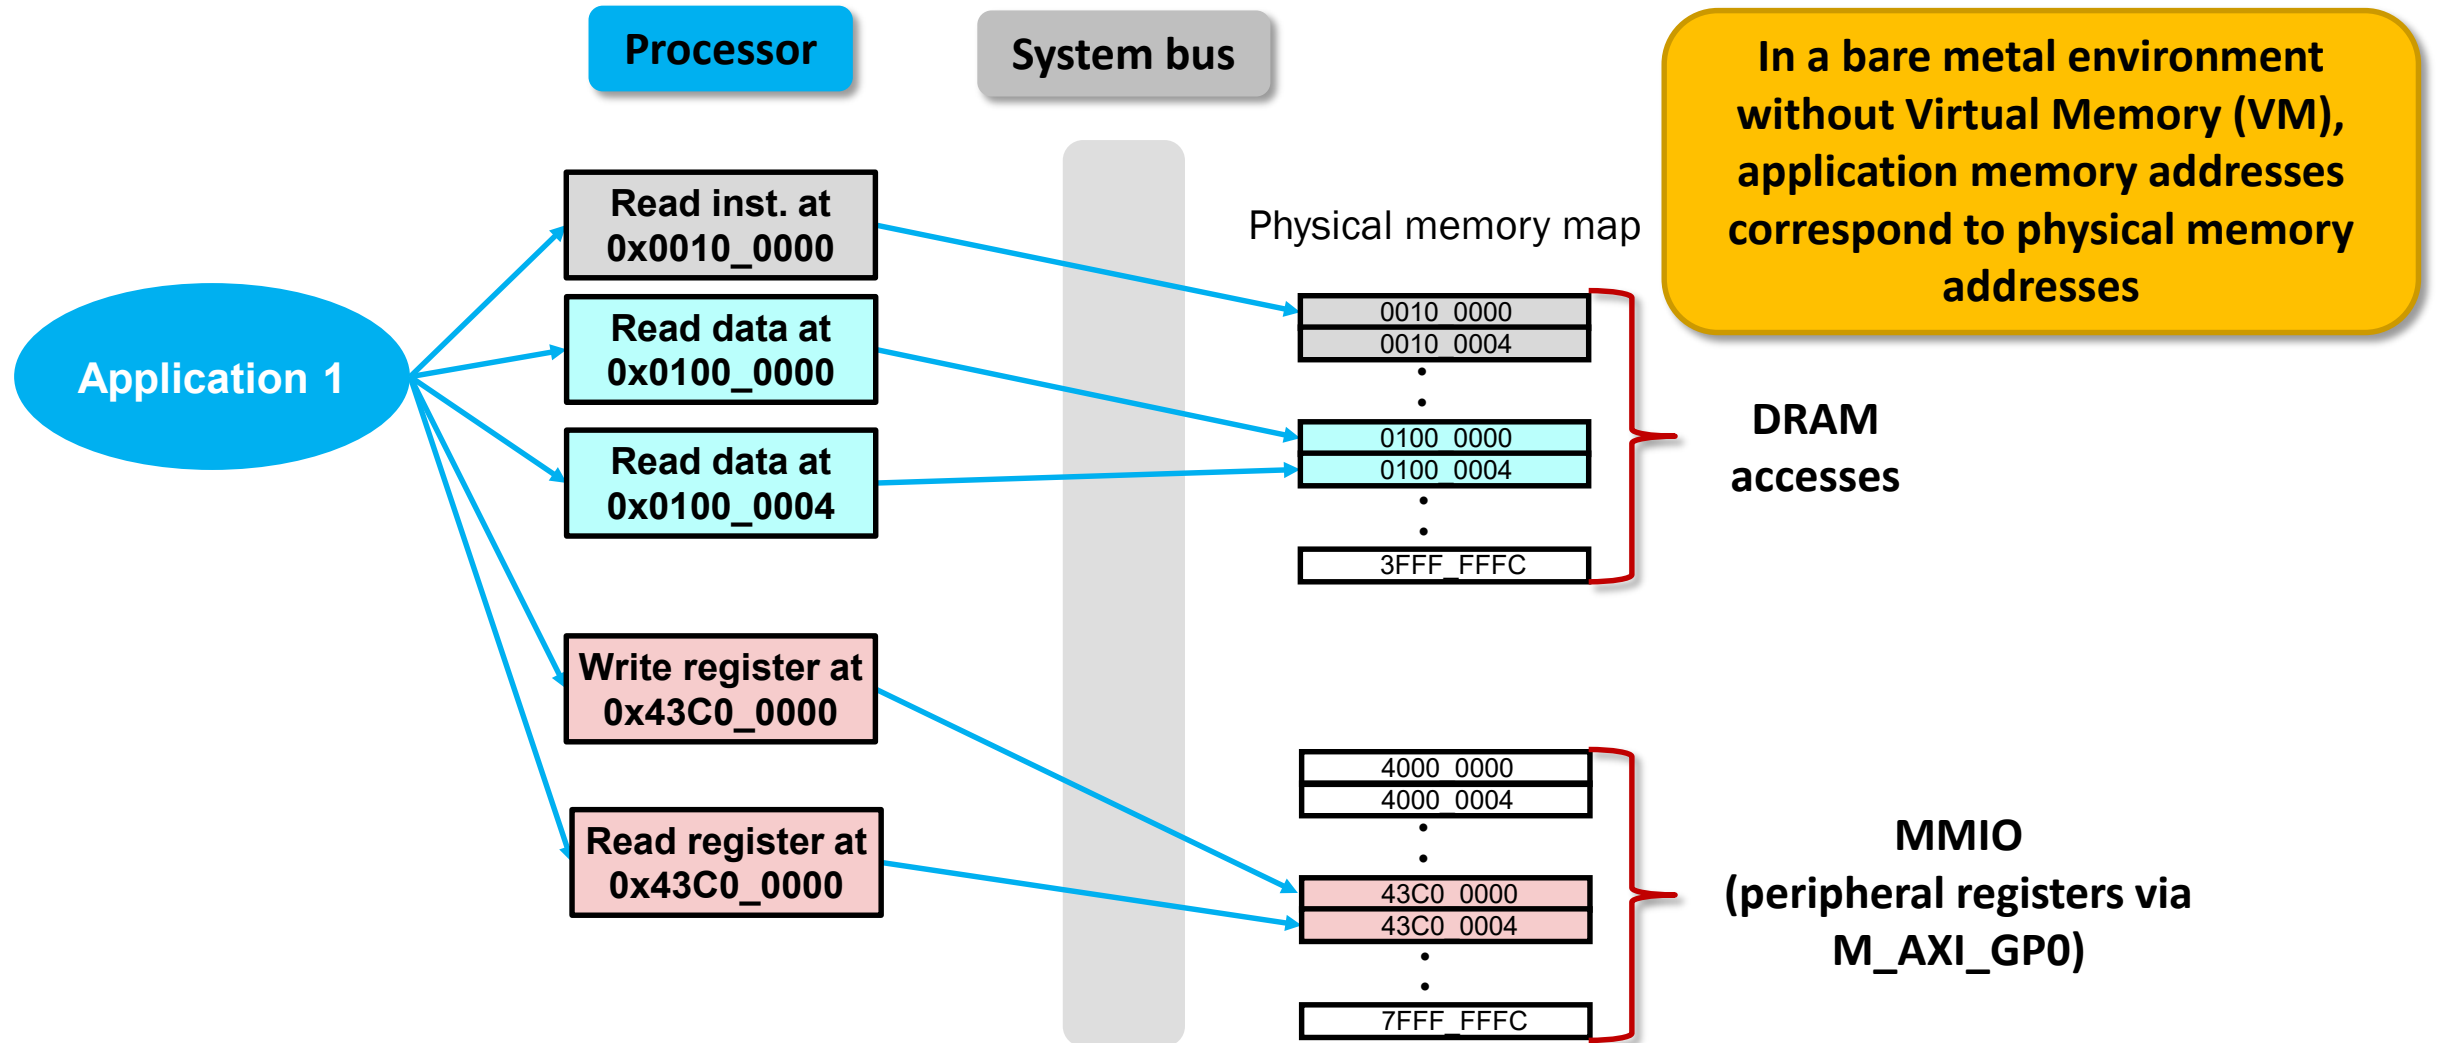 Processor
System bus
In a bare metal environment
without Virtual Memory (VM),
application memory addresses
correspond to physical memory
addresses
Application 1
Read inst. at
0x0010_0000
Read data at
0x0100_0000
Read data at
0x0100_0004
Write register at
0x43C0_0000
Read register at
0x43C0_0000
Physical memory map
0010_0000
0010_0004
0100_0000
0100_0004
3FFF_FFFC
DRAM
accesses
4000_0000
4000_0004
43C0_0000
43C0_0004
7FFF_FFFC
MMIO
(peripheral registers via
M_AXI_GP0)